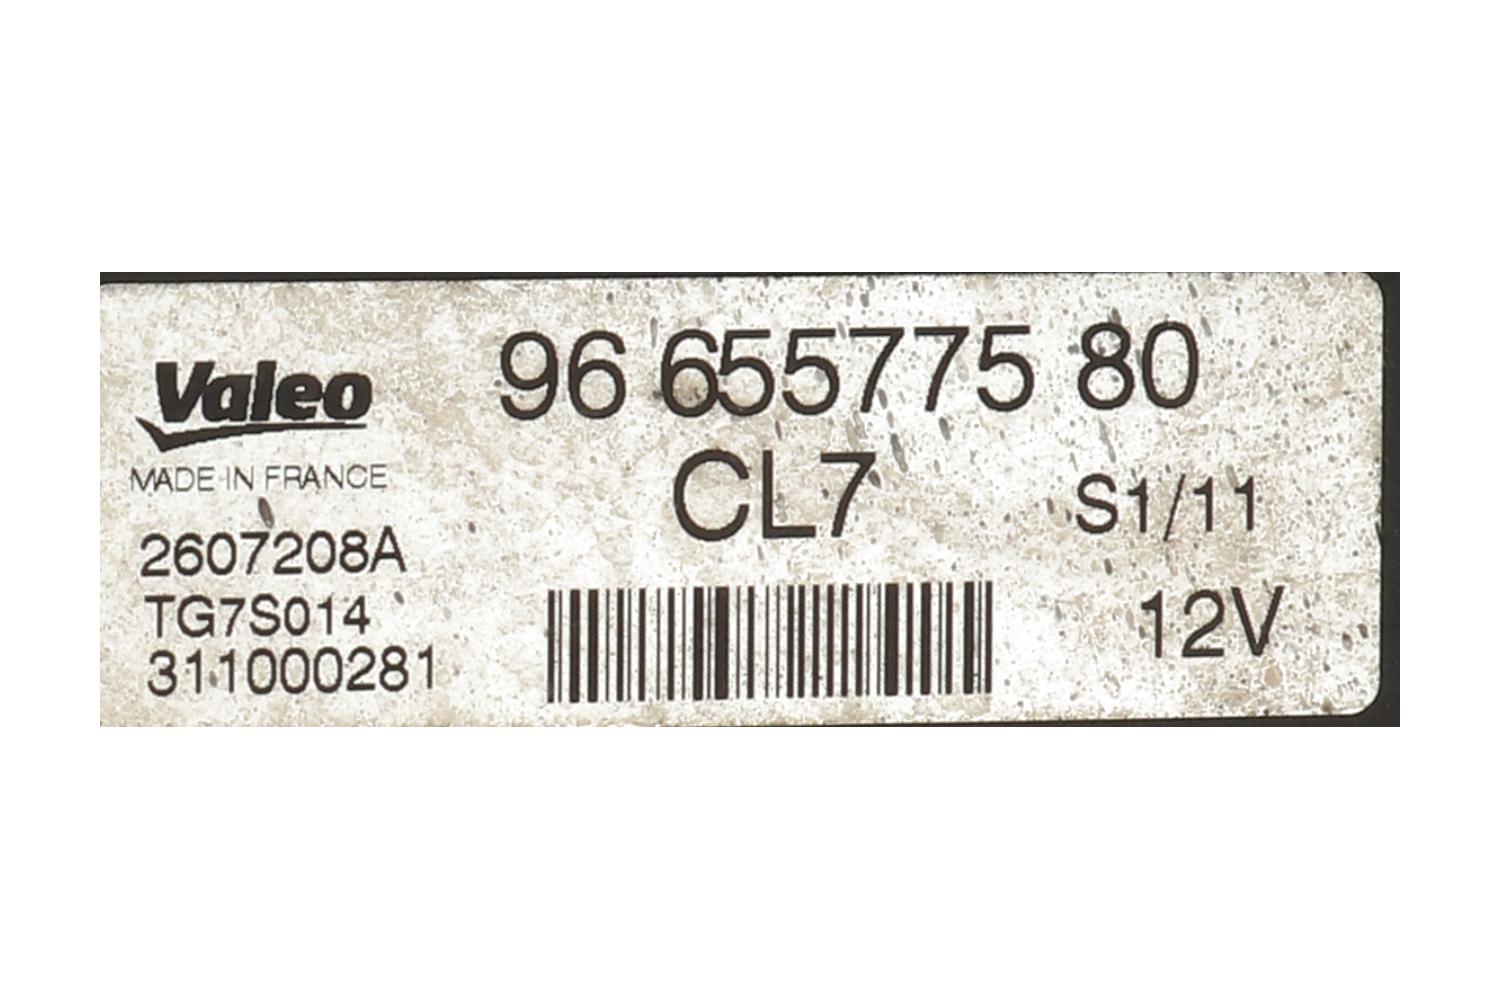 Valeo
MADE IN FRANCE
2607208A
TG7S014
311000281
96 655775 80
CL7
S1/11
12V